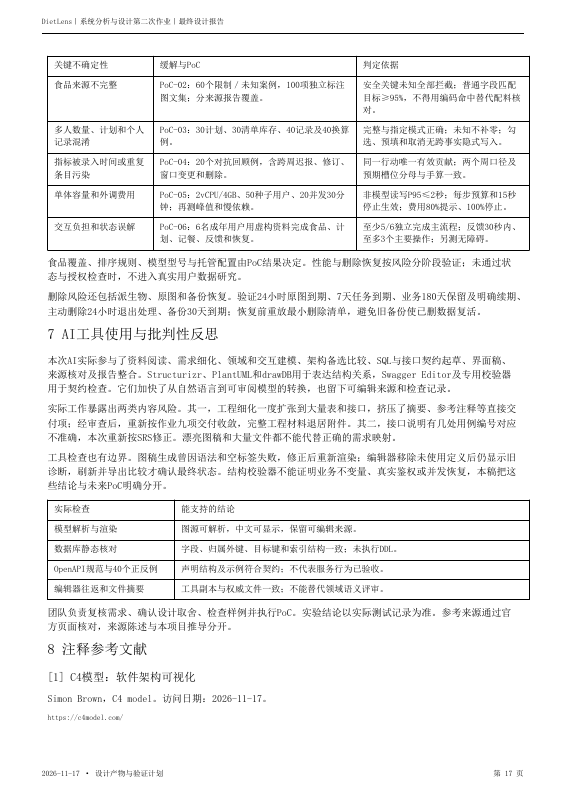 DietLens | 系统分析与设计第二次作业 | 最终设计报告
关键不确定性 缓解与PoC 判定依据
食品来源不完整 PoC-02：60个限制／未知案例，100项独立标注图文集；分来源报告覆盖。 安全关键未知全部拦截；普通字段匹配目标≥95%，不得用编码命中替代配料核对。
多人数量、计划和个人记录混淆 PoC-03：30计划、30清单库存、40记录及40换算例。 完整与指定模式正确；未知不补零；勾选、预填和取消无跨事实隐式写入。
指标被录入时间或重复条目污染 PoC-04：20个对抗回顾例，含跨周迟报、修订、窗口变更和删除。 同一行动唯一有效贡献；两个周口径及预期槽位分母与手算一致。
单体容量和外调费用 PoC-05：2vCPU/4GB、50种子用户、20并发30分钟；再测峰值和慢依赖。 非模型读写P95≤2秒；每步预算和15秒停止生效；费用80%提示、100%停止。
交互负担和状态误解 PoC-06：6名成年用户用虚构资料完成食品、计划、记餐、反馈和恢复。 至少5/6独立完成主流程；反馈30秒内、至多3个主要操作；另测无障碍。
食品覆盖、排序规则、模型型号与托管配置由PoC结果决定。性能与删除恢复按风险分阶段验证；未通过状
态与授权检查时，不进入真实用户数据研究。
删除风险还包括派生物、原图和备份恢复。验证24小时原图到期、7天任务到期、业务180天保留及明确续期、
主动删除24小时退出处理、备份30天到期；恢复前重放最小删除清单，避免旧备份使已删数据复活。
7 AI工具使用与批判性反思
本次AI实际参与了资料阅读、需求细化、领域和交互建模、架构备选比较、SQL与接口契约起草、界面稿、
来源核对及报告整合。Structurizr、PlantUML和drawDB用于表达结构关系，Swagger Editor及专用校验器
用于契约检查。它们加快了从自然语言到可审阅模型的转换，也留下可编辑来源和检查记录。
实际工作暴露出两类内容风险。其一，工程细化一度扩张到大量表和接口，挤压了摘要、参考注释等直接交
付项；经审查后，重新按作业九项交付收敛，完整工程材料退居附件。其二，接口说明有几处用例编号对应
不准确，本次重新按SRS修正。漂亮图稿和大量文件都不能代替正确的需求映射。
工具检查也有边界。图稿生成曾因语法和空标签失败，修正后重新渲染；编辑器移除未使用定义后仍显示旧
诊断，刷新并导出比较才确认最终状态。结构校验器不能证明业务不变量、真实鉴权或并发恢复，本稿把这
些结论与未来PoC明确分开。
实际检查 能支持的结论
模型解析与渲染 图源可解析，中文可显示，保留可编辑来源。
数据库静态核对 字段、归属外键、目标键和索引结构一致；未执行DDL。
OpenAPI规范与40个正反例 声明结构及示例符合契约；不代表服务行为已验收。
编辑器往返和文件摘要 工具副本与权威文件一致；不能替代领域语义评审。
团队负责复核需求、确认设计取舍、检查样例并执行PoC。实验结论以实际测试记录为准。参考来源通过官
方页面核对，来源陈述与本项目推导分开。
8 注释参考文献
[1] C4模型：软件架构可视化
Simon Brown，C4 model。访问日期：2026-11-17。
https://c4model.com/
2026-11-17 • 设计产物与验证计划 第 17 页